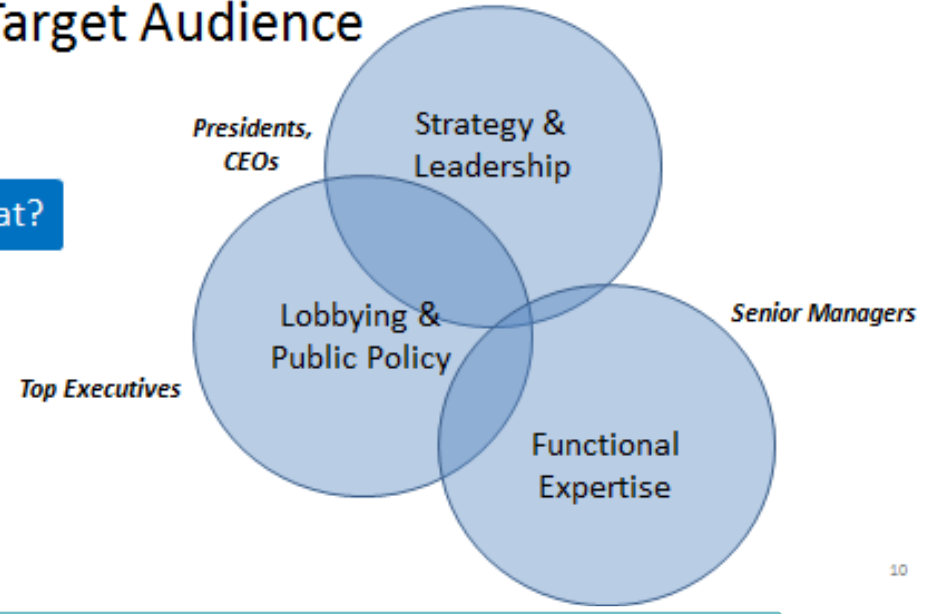 Target Audience
Presidents,
CEOs
Strategy &
Leadership
at?
Lobbying &
Public Policy
Senior Managers
Top Executives
Functional
Expertise
10